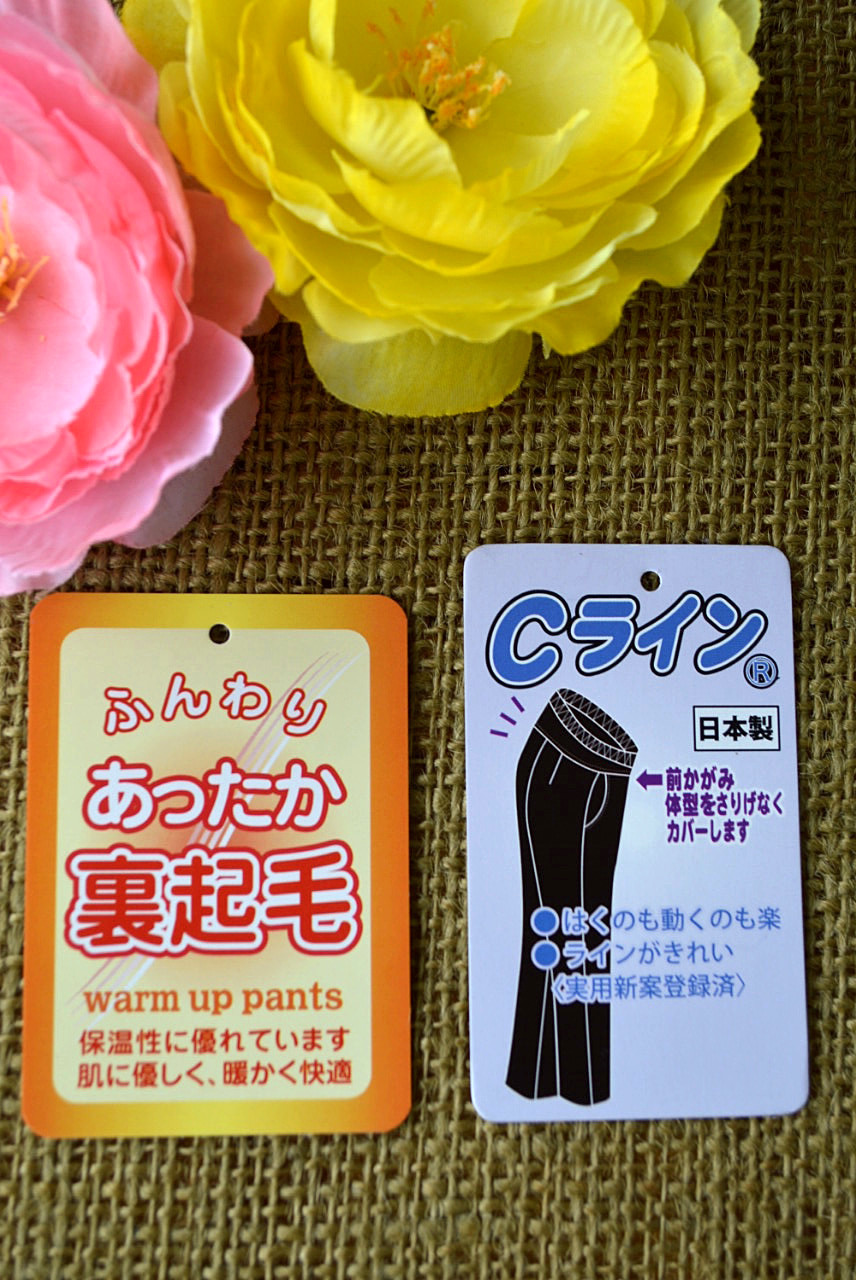 ふんわり
あったか
裏起毛
warm up pants
保温性に優れています
肌に優しく、暖かく快適
Cライン®
日本製
前かがみ
体型をさりげなく
カバーします
●はくのも動くのも楽
●ラインがきれい
〈実用新案登録済〉